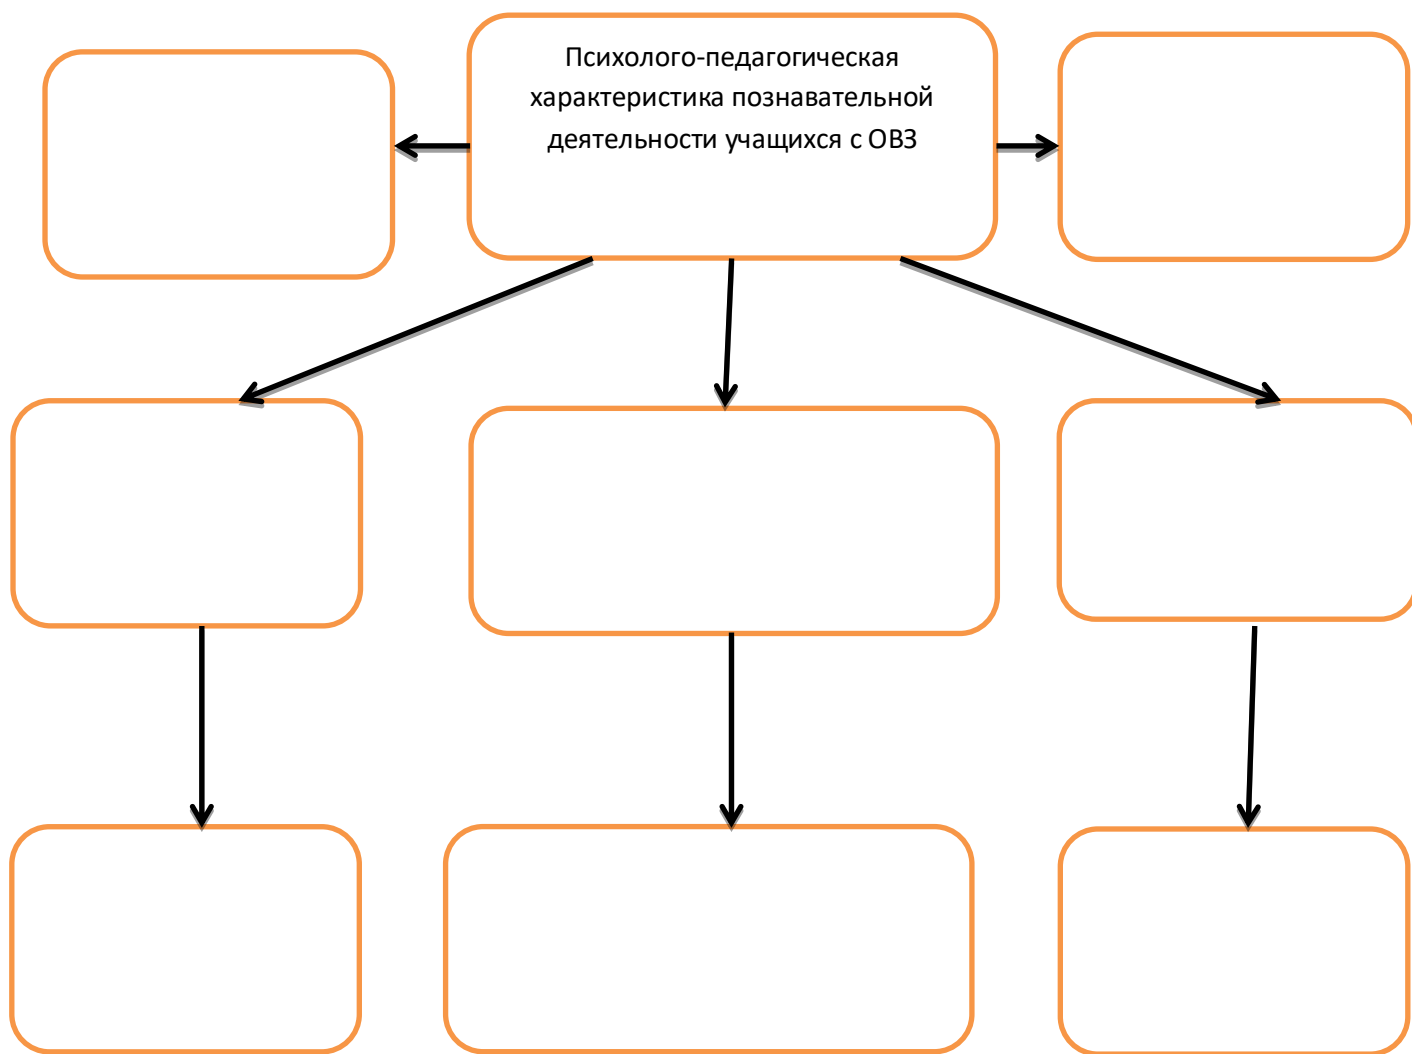 Психолого-педагогическая
характеристика познавательной
деятельности учащихся с ОВЗ